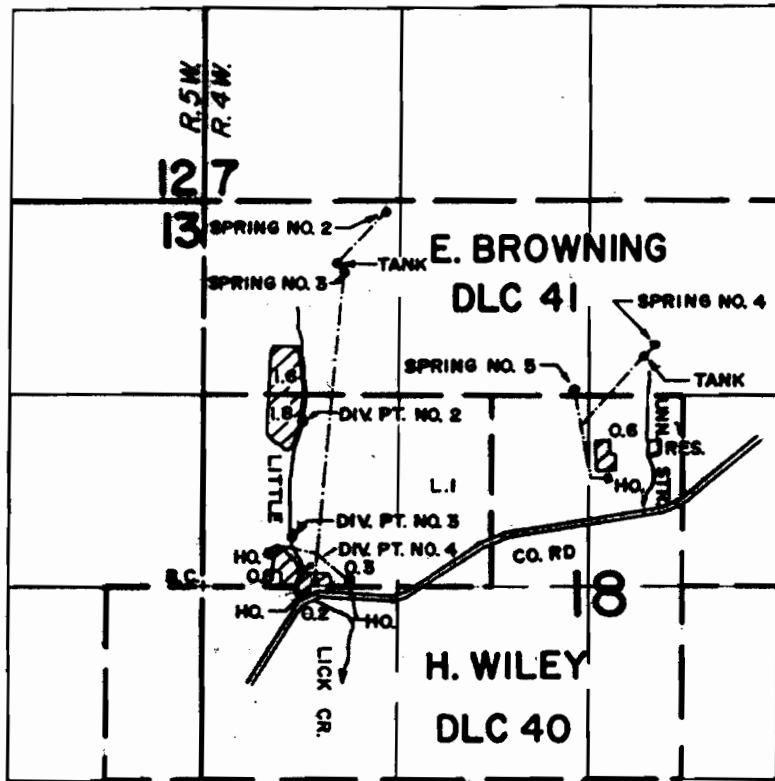 R.5W.
R.4W.
12 7
13
SPRING NO. 2
E. BROWNING
DLC 41
TANK
SPRING NO. 3
SPRING NO. 4
SPRING NO. 5
TANK
1.6
1.8
DIV. PT. NO. 2
0.6
RES.
UNN. STR.
LITTLE
L.1
HO.
DIV. PT. NO. 3
DIV. PT. NO. 4
CO. RD
HO.
0.3
S.C.
18
HO.
0.2
HO.
LICK CR.
H. WILEY
DLC 40